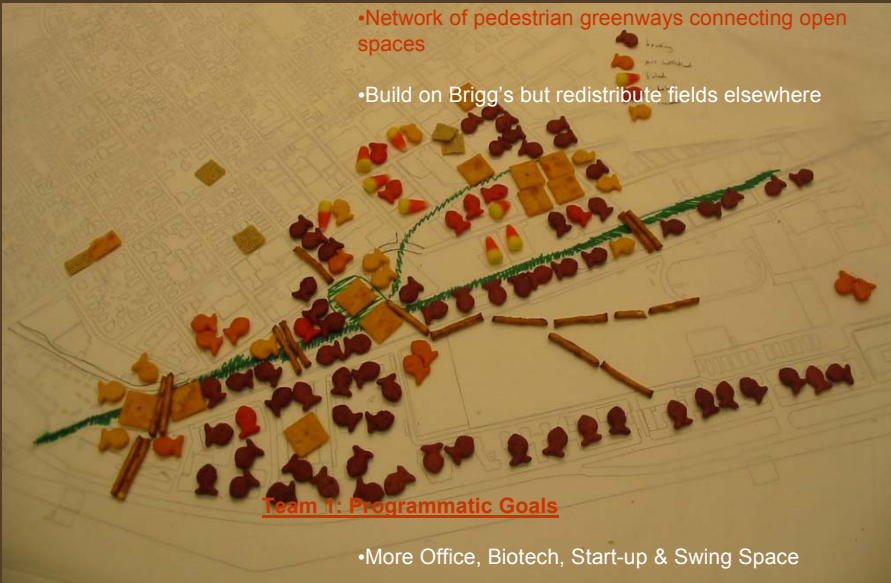 •Network of pedestrian greenways connecting open
spaces
housing
•Build on Brigg's but redistribute fields elsewhere
Team 1: Programmatic Goals
•More Office, Biotech, Start-up & Swing Space